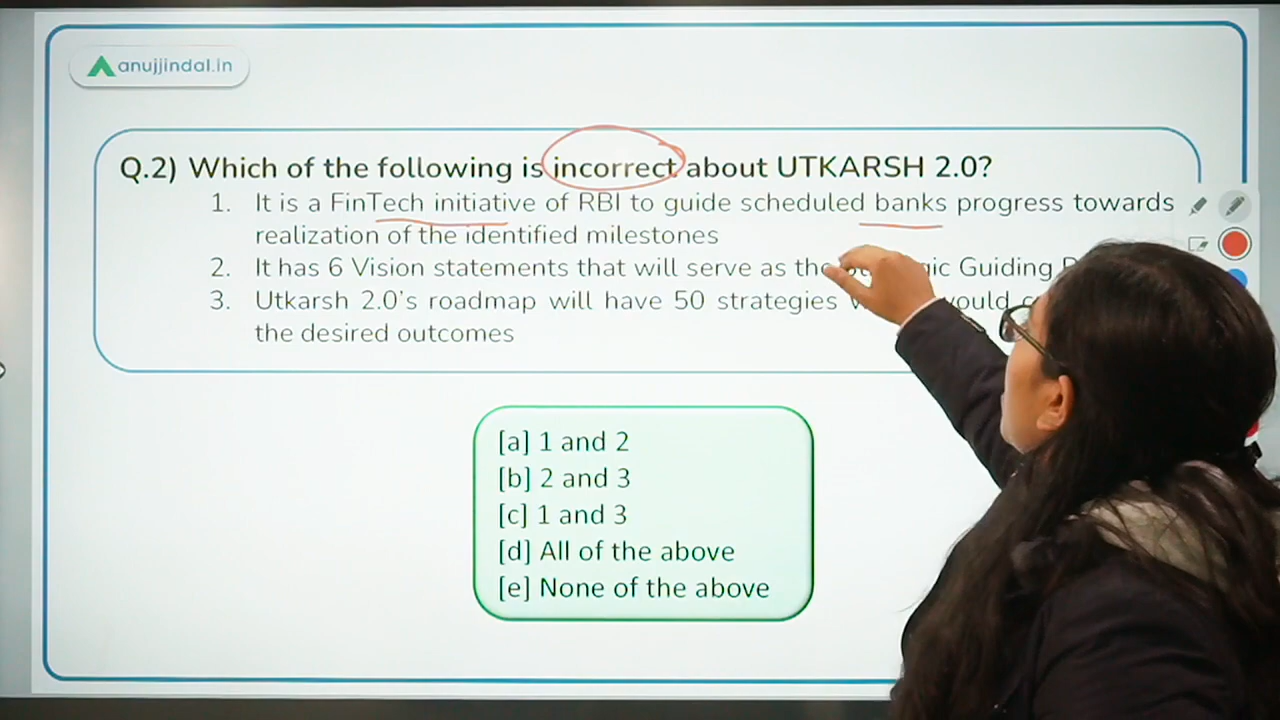 anujjindal.in
Q.2) Which of the following is incorrect about UTKARSH 2.0?
1. It is a FinTech initiative of RBI to guide scheduled banks progress towards
realization of the identified milestones
2. It has 6 Vision statements that will serve as the Guiding
3. Utkarsh 2.0's roadmap will have 50 strategies would
the desired outcomes
[a] 1 and 2
[b] 2 and 3
[c] 1 and 3
[d] All of the above
[e] None of the above